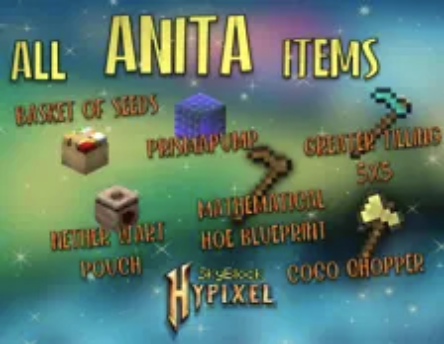 ALL ANITA ITEMS
BASKET OF SEEDS
PRISMAPUMP
GREATER TILLING
5X5
NETHER WART
POUCH
MATHEMATICAL
HOE BLUEPRINT
COCO CHOPPER
SKYBLOCK
HYPIXEL